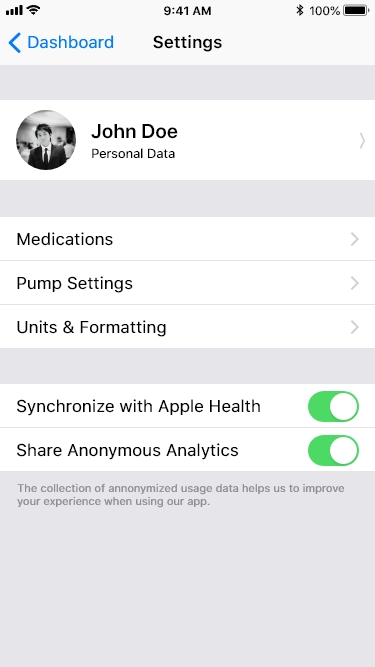 9:41 AM
100%
Dashboard
Settings
John Doe
Personal Data
Medications
Pump Settings
Units & Formatting
Synchronize with Apple Health
Share Anonymous Analytics
The collection of annonymized usage data helps us to improve
your experience when using our app.